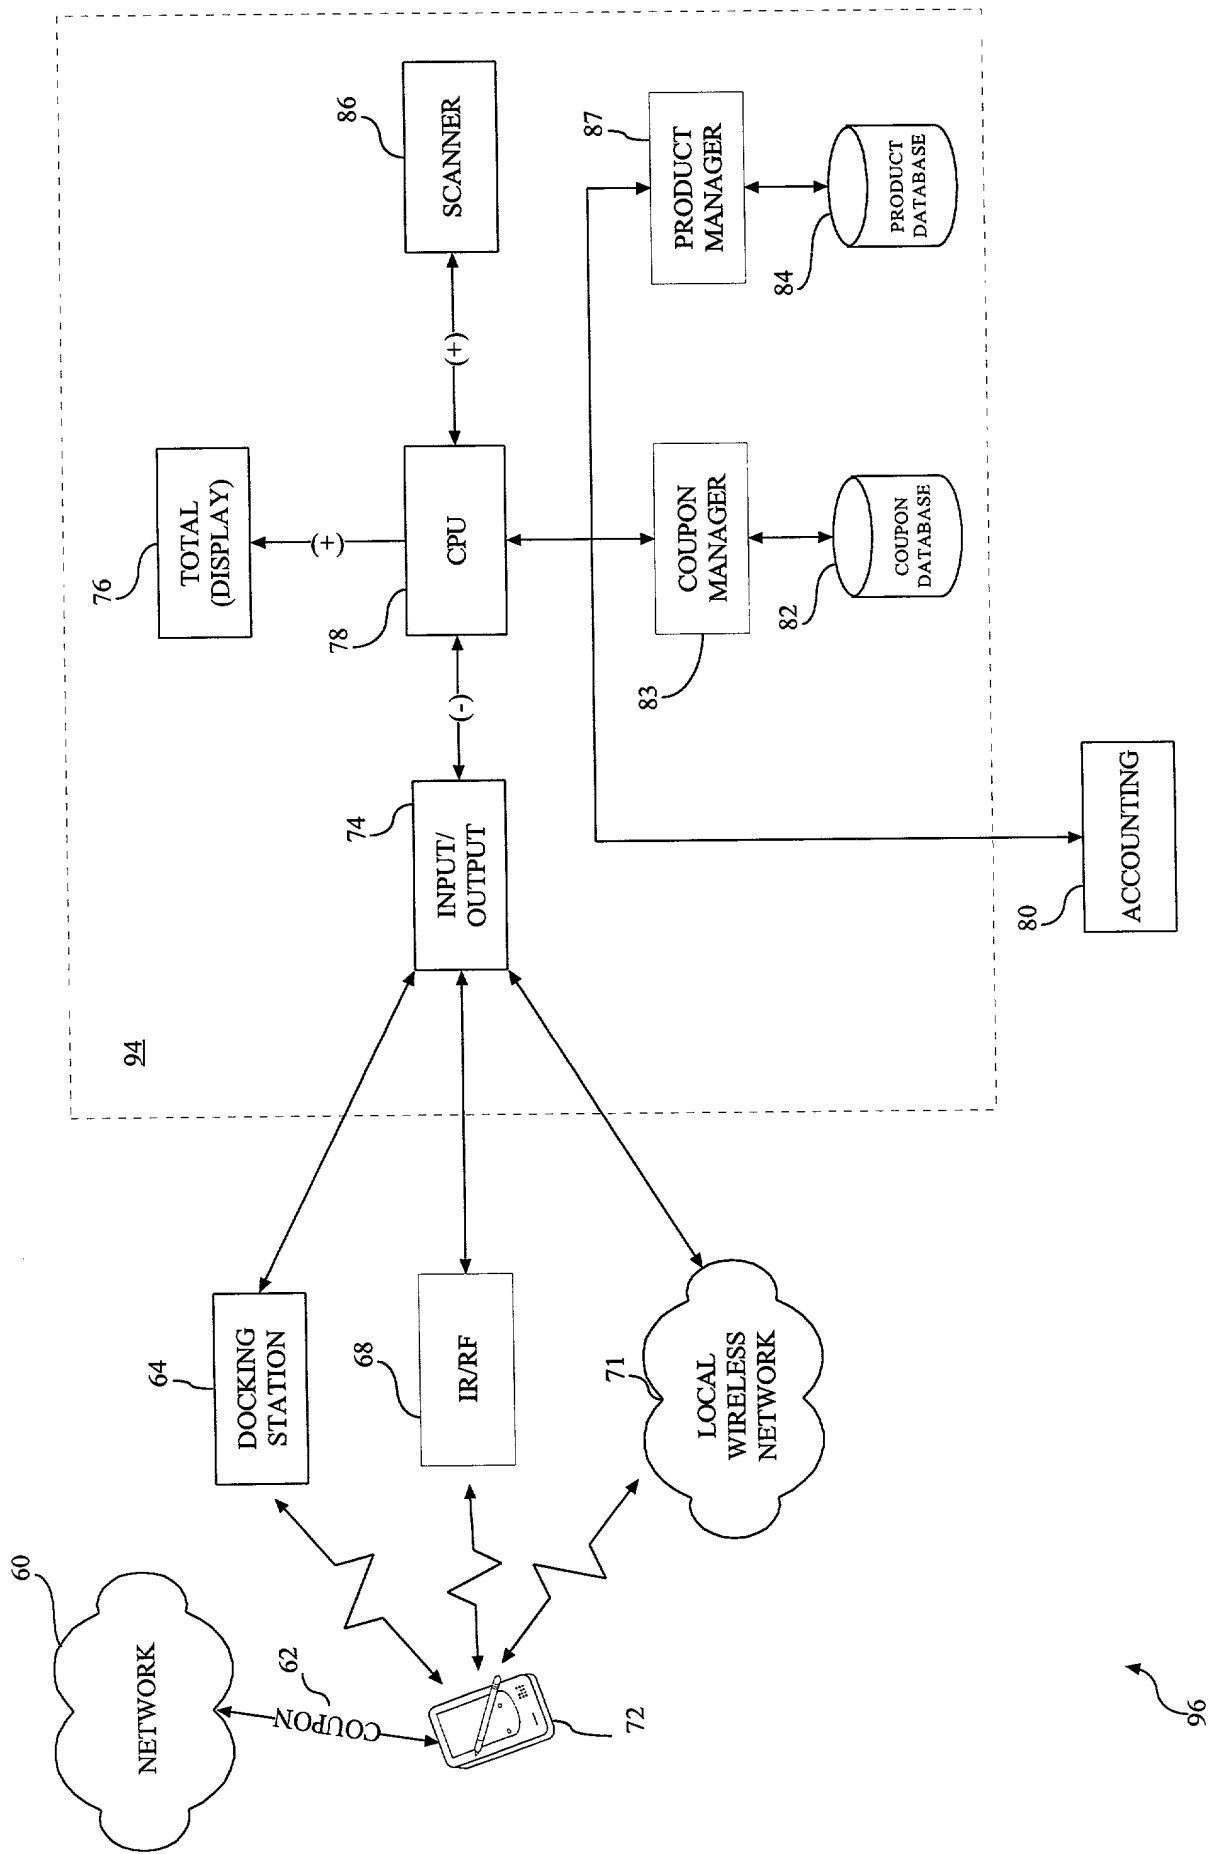 60
NETWORK
62
COUPON
72
64
DOCKING
STATION
68
IR/RF
71
LOCAL
WIRELESS
NETWORK
94
74
INPUT/
OUTPUT
(-)
76
TOTAL
(DISPLAY)
(+)
78
CPU
(+)
86
SCANNER
83
COUPON
MANAGER
82
COUPON
DATABASE
87
PRODUCT
MANAGER
84
PRODUCT
DATABASE
80
ACCOUNTING
96